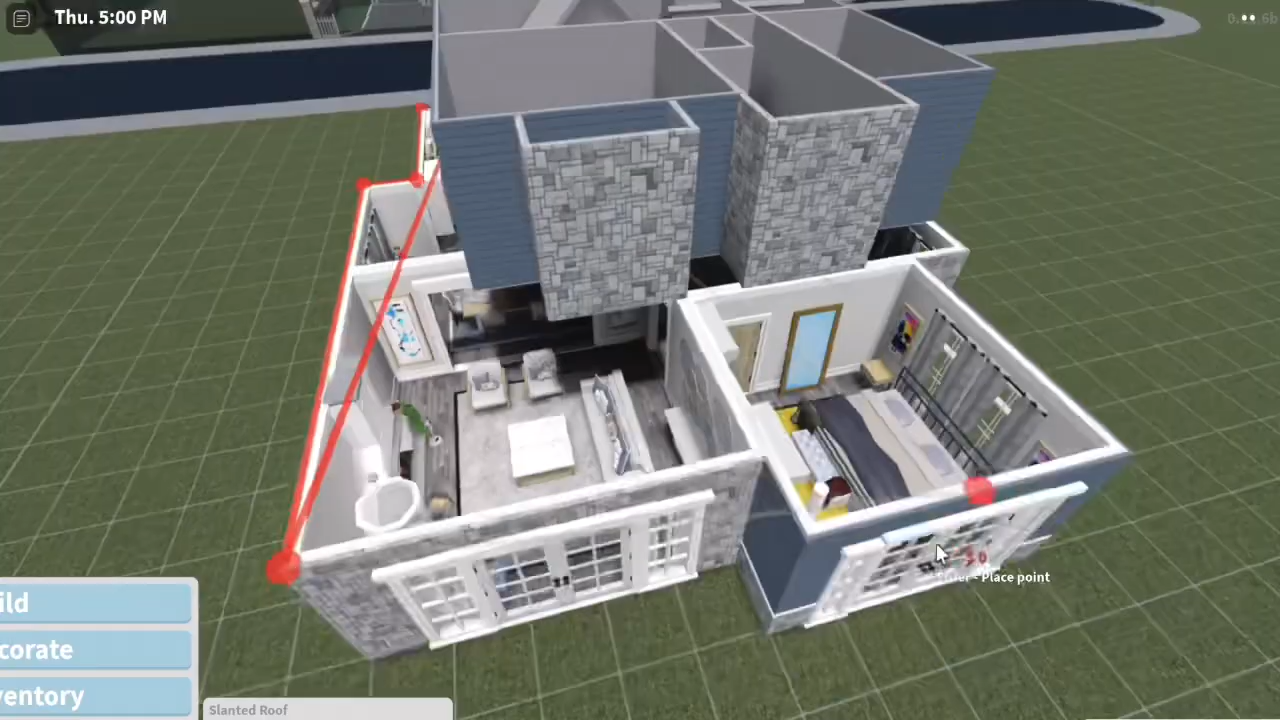 Thu. 5:00 PM
ild
corate
ventory
Slanted Roof
- Place point